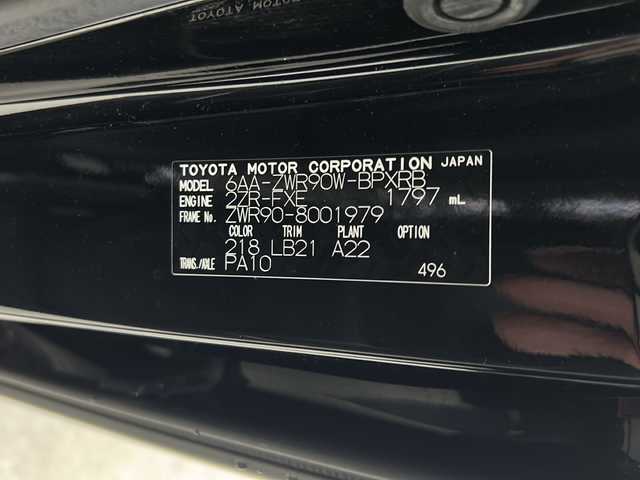 TOYOTA MOTOR CORPORATION JAPAN
MODEL 6AA-ZWR90W-BPXRB
ENGINE 2ZR-FXE 1797 mL
FRAME No. ZWR90-8001979
COLOR TRIM PLANT OPTION
218 LB21 A22
TRANS./AXLE PA10 496